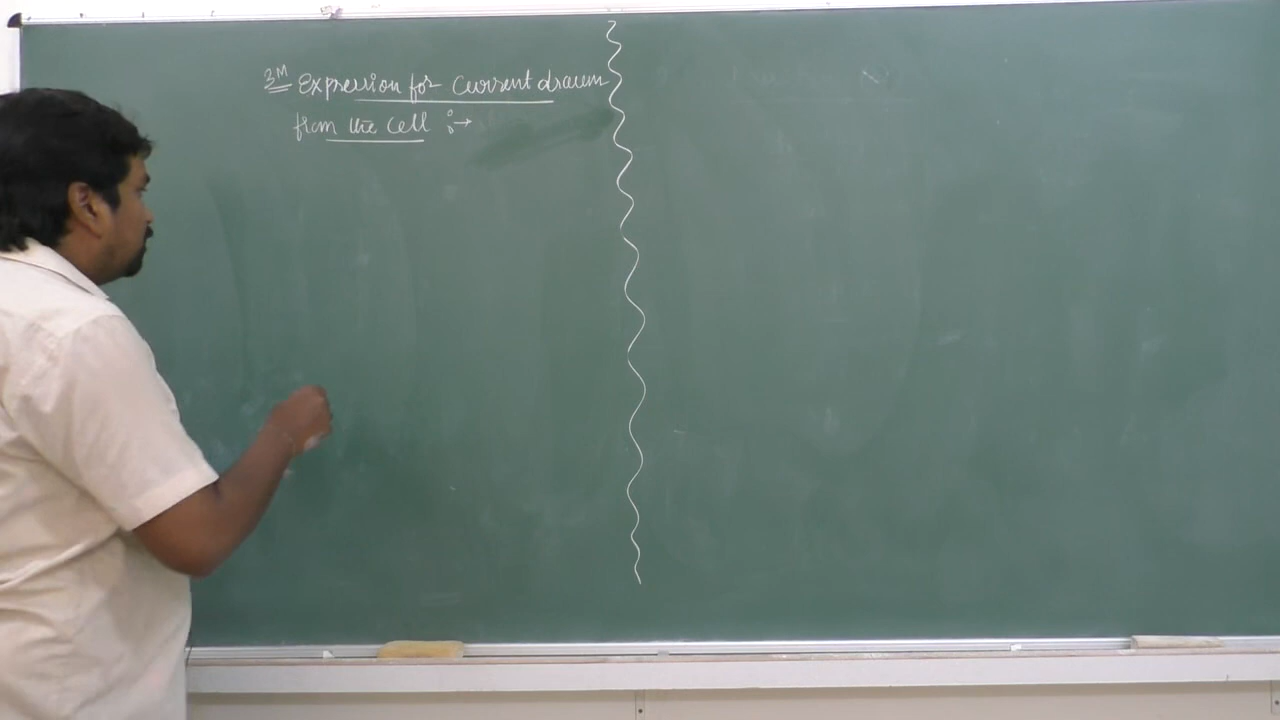 3M Expression for Current drawn
from the cell :→